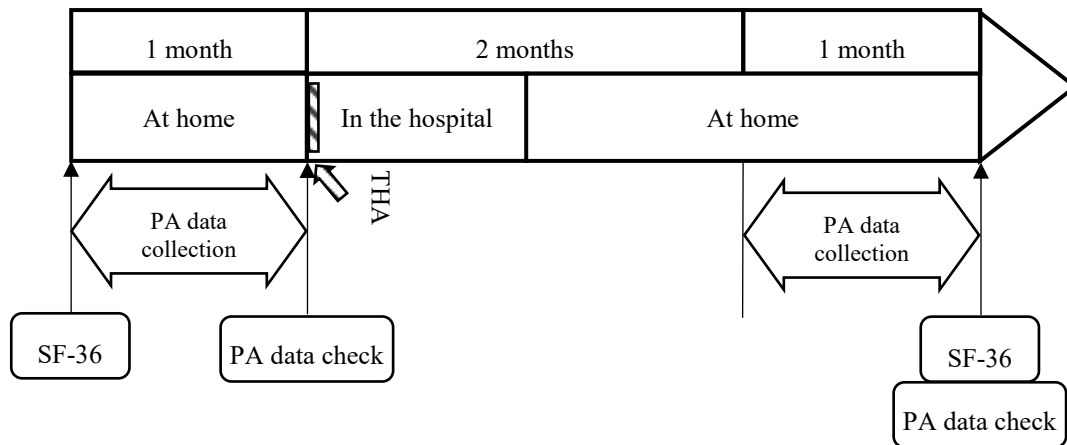 1 month
2 months
1 month
At home
In the hospital
At home
THA
PA data
collection
PA data
collection
SF-36
PA data check
SF-36
PA data check